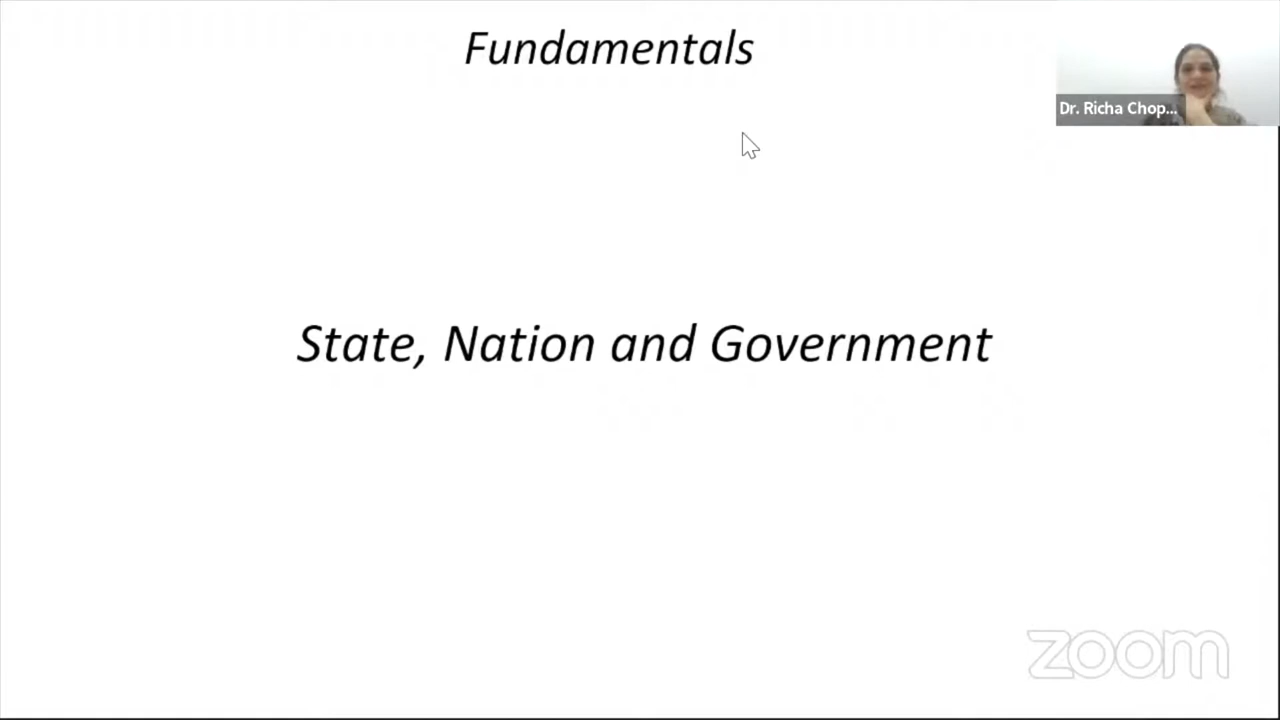 Fundamentals
Dr. Richa Chop...
State, Nation and Government
zoom